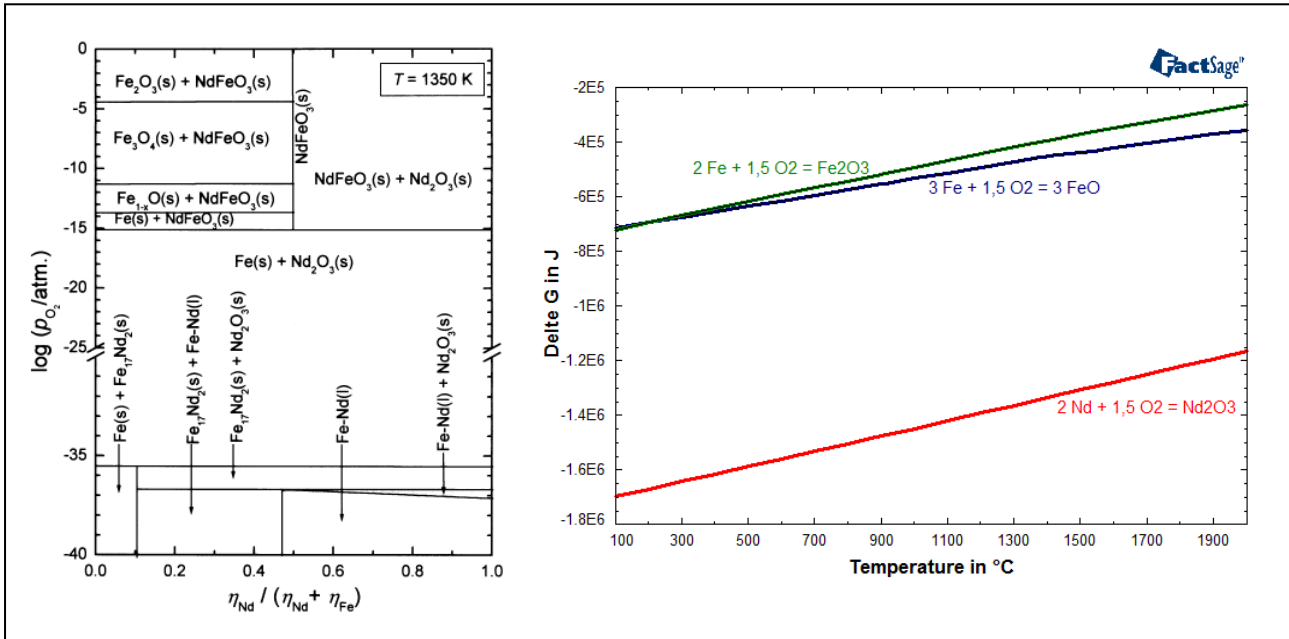 T = 1350 K
Fe₂O₃(s) + NdFeO₃(s)
NdFeO₃(s)
Fe₃O₄(s) + NdFeO₃(s)
NdFeO₃(s) + Nd₂O₃(s)
Fe₁₋ₓO(s) + NdFeO₃(s)
Fe(s) + NdFeO₃(s)
Fe(s) + Nd₂O₃(s)
Fe(s) + Fe₁₇Nd₂(s)
Fe₁₇Nd₂(s) + Fe-Nd(l)
Fe₁₇Nd₂(s) + Nd₂O₃(s)
Fe-Nd(l)
Fe-Nd(l) + Nd₂O₃(s)
log (p_O₂/atm.)
0
-5
-10
-15
-20
-25
-35
-40
0.0 0.2 0.4 0.6 0.8 1.0
η_Nd / (η_Nd + η_Fe)
FactSage™
-2E5
-4E5
-6E5
-8E5
-1E6
-1.2E6
-1.4E6
-1.6E6
-1.8E6
Delte G in J
2 Fe + 1,5 O2 = Fe2O3
3 Fe + 1,5 O2 = 3 FeO
2 Nd + 1,5 O2 = Nd2O3
100 300 500 700 900 1100 1300 1500 1700 1900
Temperature in °C